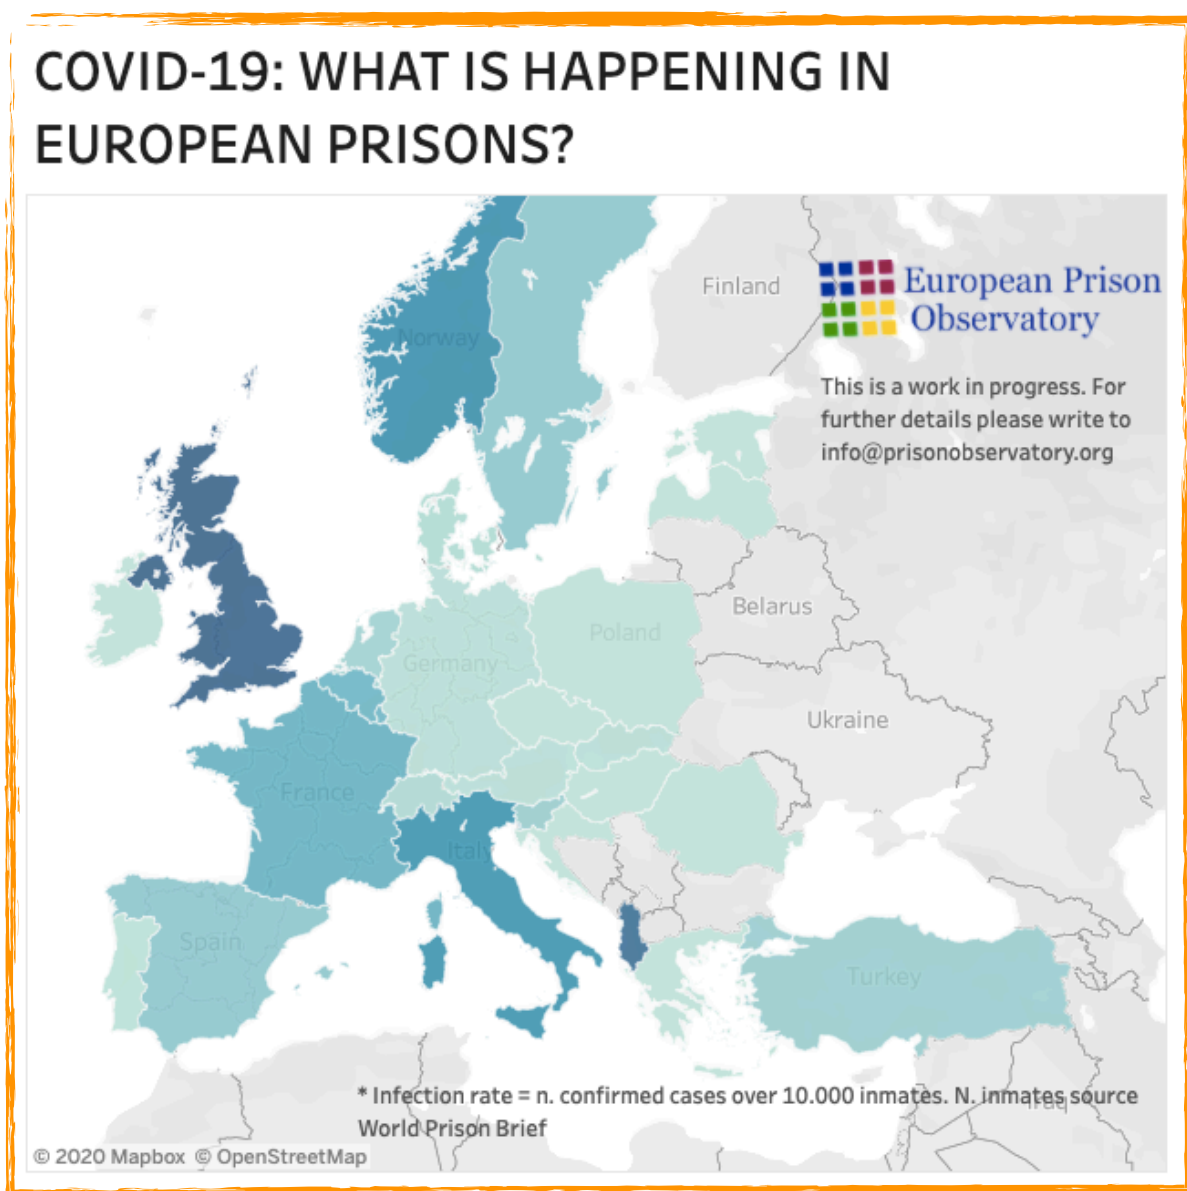 COVID-19: WHAT IS HAPPENING IN
EUROPEAN PRISONS?
Finland
European Prison
Observatory
Norway
This is a work in progress. For
further details please write to
info@prisonobservatory.org
Belarus
Poland
Germany
Ukraine
France
Italy
Spain
Turkey
* Infection rate = n. confirmed cases over 10.000 inmates. N. inmates source
Iraq
World Prison Brief
© 2020 Mapbox © OpenStreetMap